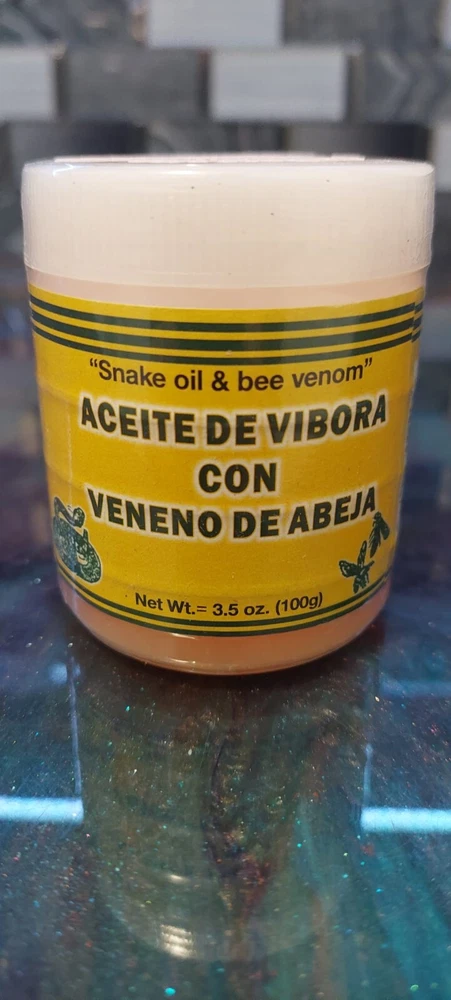 “Snake oil & bee venom”
ACEITE DE VIBORA
CON
VENENO DE ABEJA
Net Wt.= 3.5 oz. (100g)